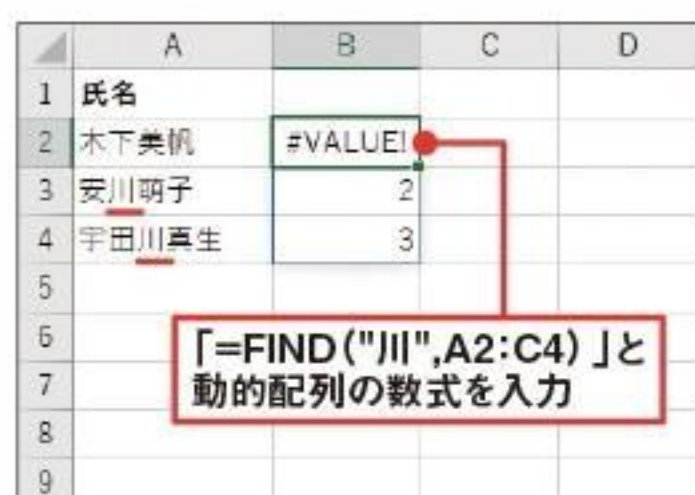 A B C D
1 氏名
2 木下美帆 #VALUE!
3 安川萌子 2
4 宇田川真生 3
5
6
7
8
9
「=FIND("川",A2:C4) 」と
動的配列の数式を入力